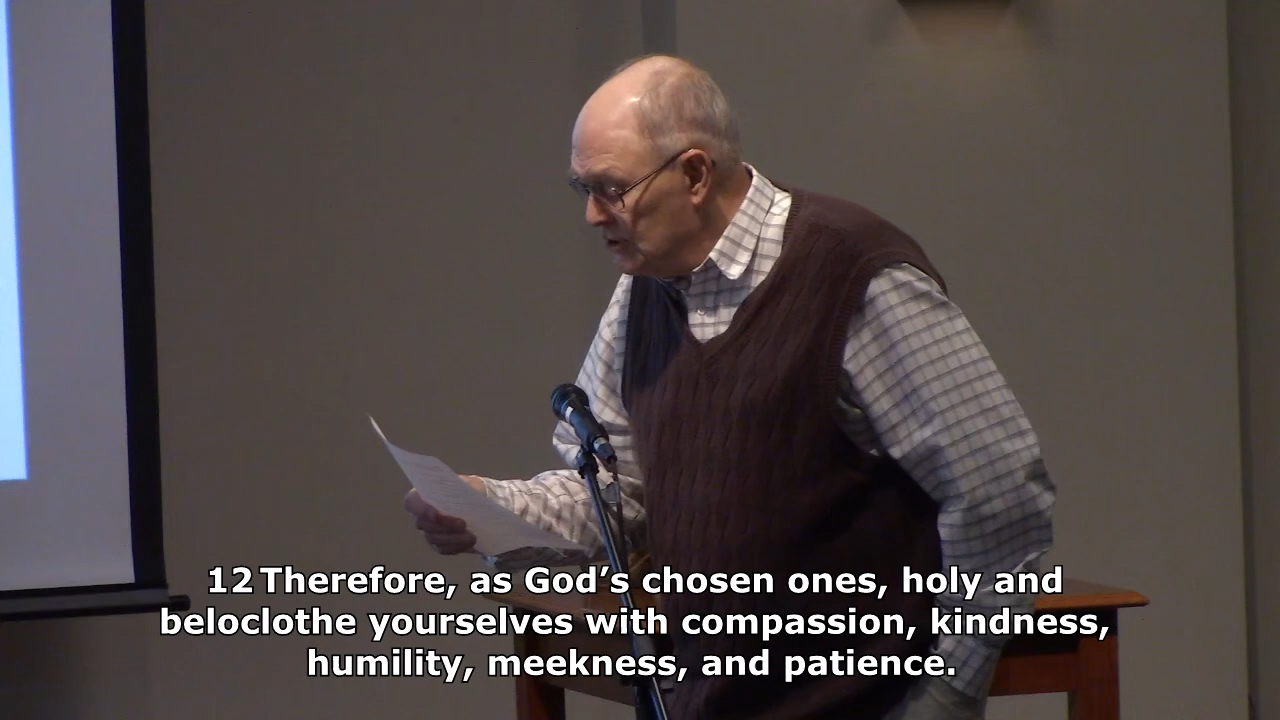 12 Therefore, as God’s chosen ones, holy and
beloclothe yourselves with compassion, kindness,
humility, meekness, and patience.